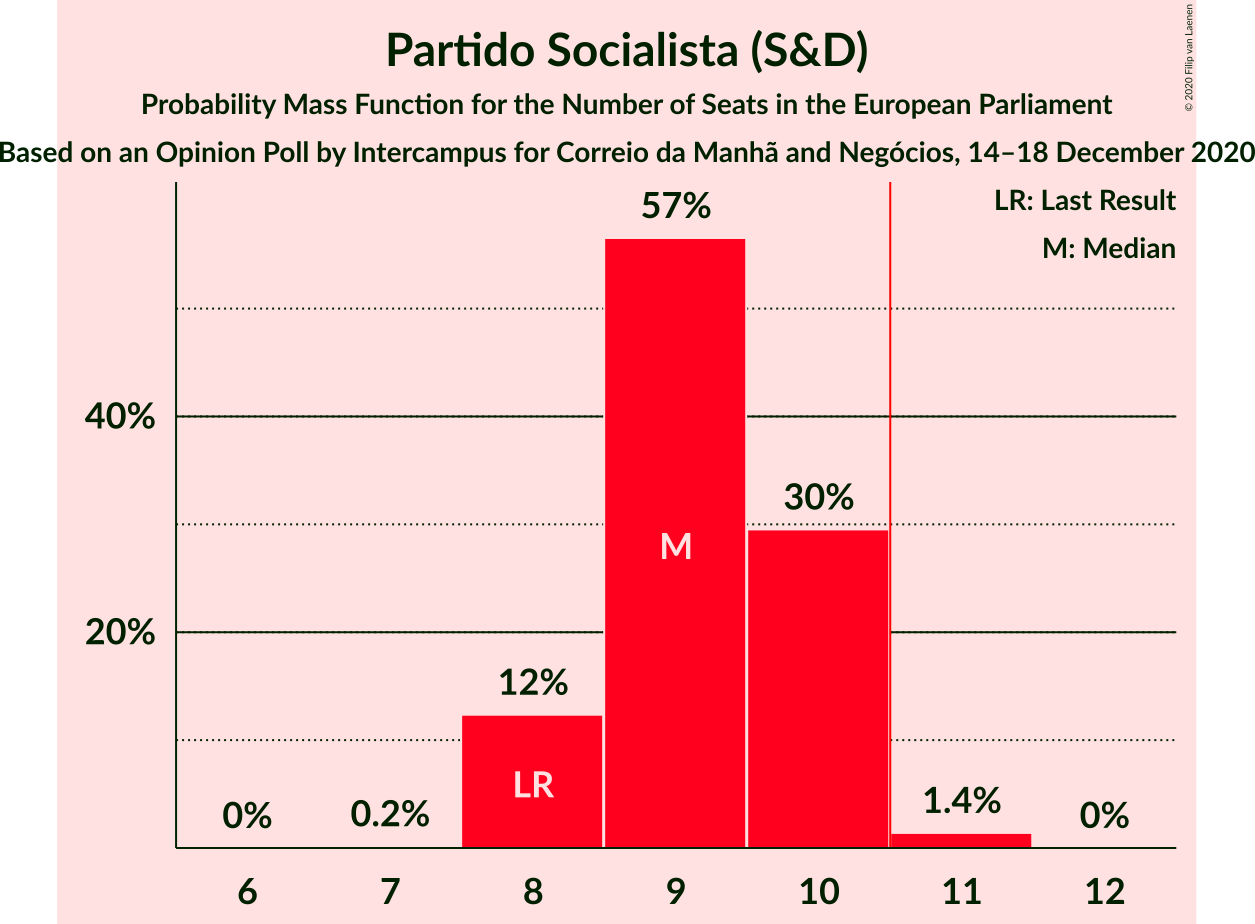 Partido Socialista (S&D)
Probability Mass Function for the Number of Seats in the European Parliament
Based on an Opinion Poll by Intercampus for Correio da Manhã and Negócios, 14–18 December 2020
© 2020 Filip van Laenen
LR: Last Result
M: Median
57%
40%
30%
M
20%
12%
LR
0%
0.2%
1.4%
0%
6 7 8 9 10 11 12